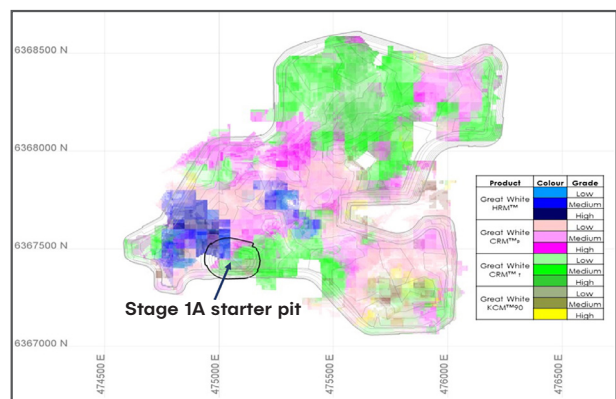 6368500 N
6368000 N
6367500 N
6367000 N
Stage 1A starter pit
474500 E
475000 E
475500 E
476000 E
476500 E
Product Colour Grade
Great White HRM™ Low
Medium
High
Great White CRM™ Low
Medium
High
Great White CRM™ Low
Medium
High
Great White KCM™90 Low
Medium
High